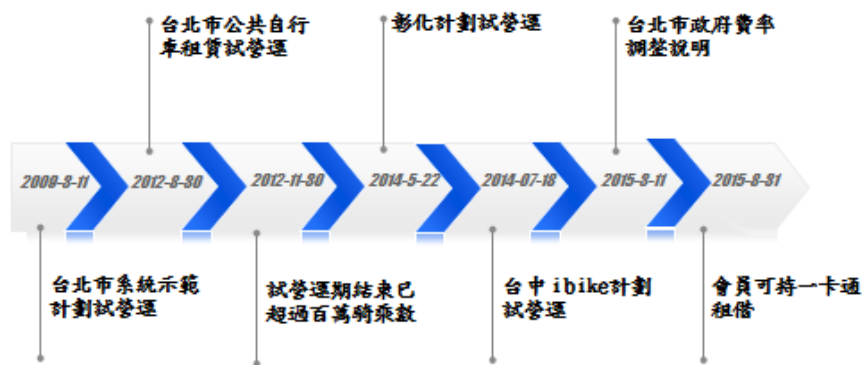 台北市公共自行
車租賃試營運
彰化計劃試營運
台北市政府費率
調整說明
2009-3-11
2012-8-30
2012-11-30
2014-5-22
2014-07-18
2015-8-11
2015-8-31
台北市系統示範
計劃試營運
試營運期結束已
超過百萬騎乘數
台中 ibike計劃
試營運
會員可持一卡通
租借